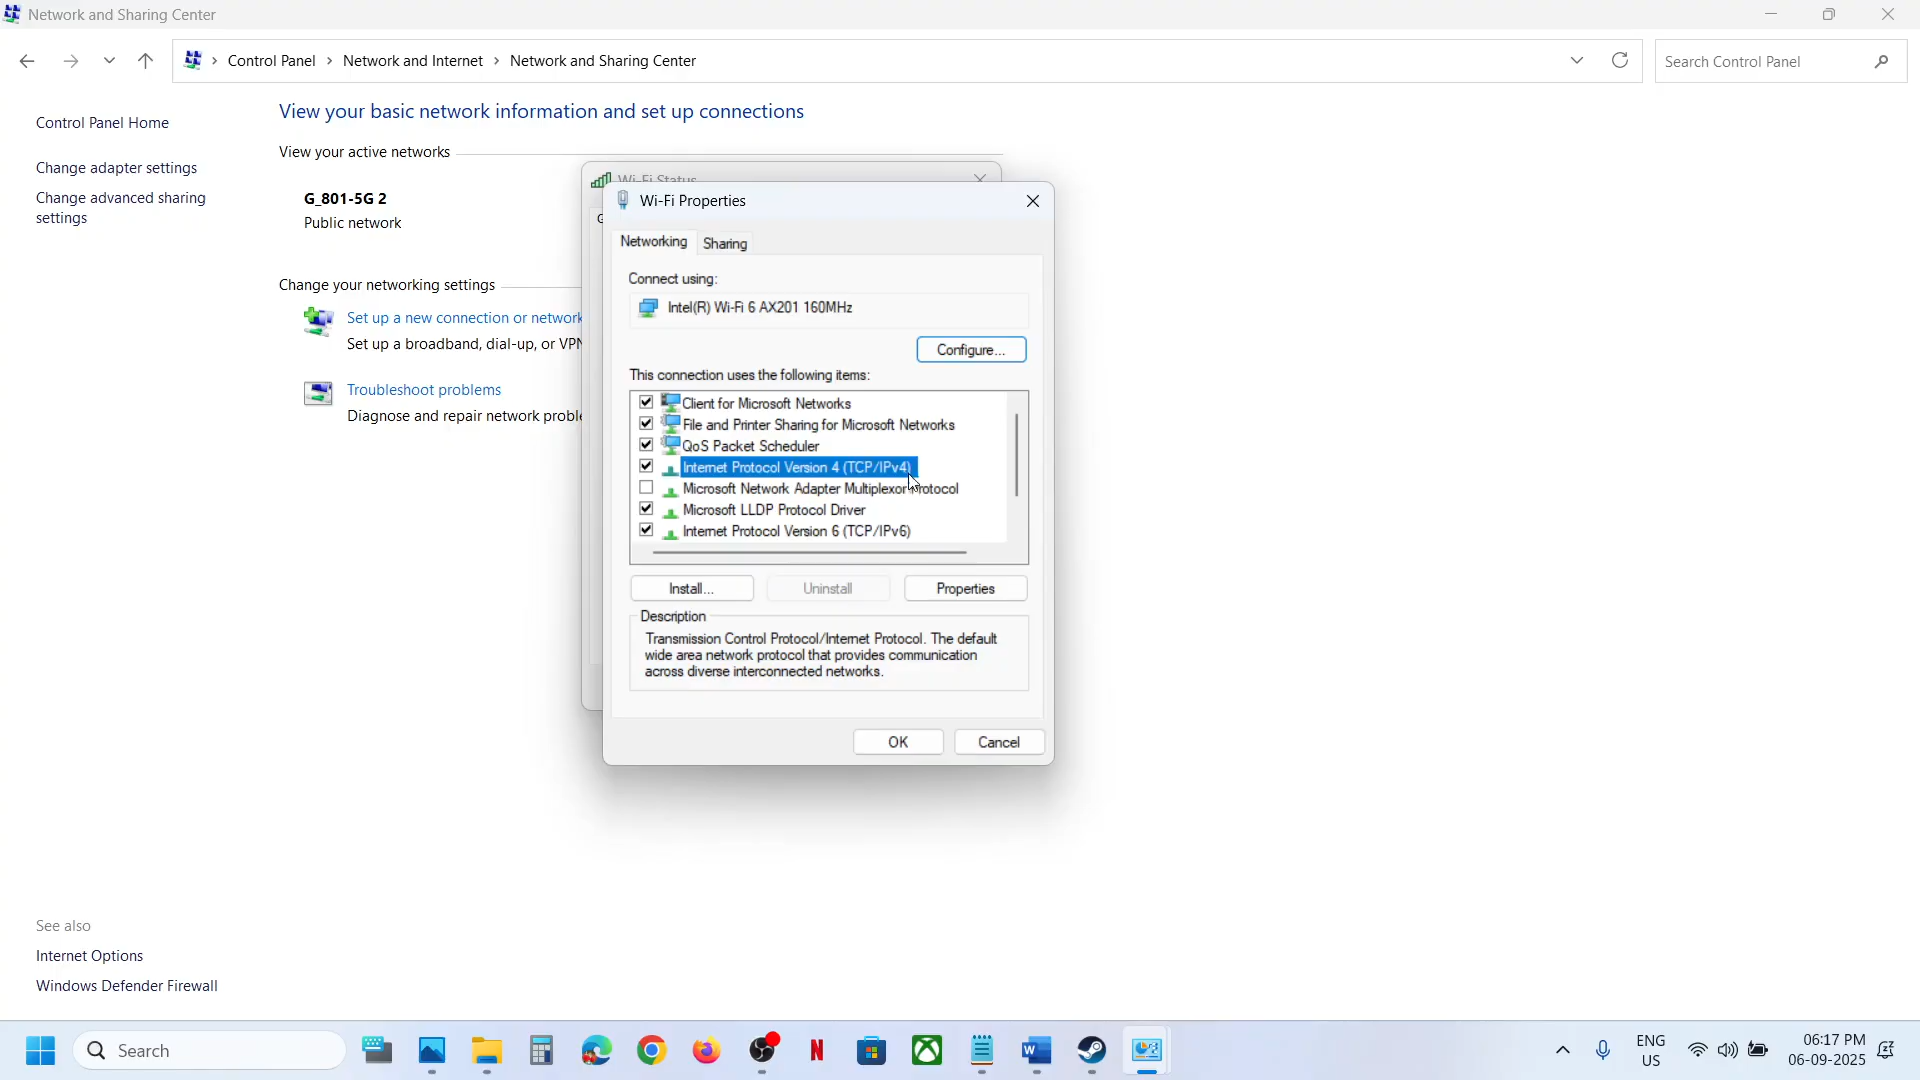 Network and Sharing Center
Control Panel > Network and Internet > Network and Sharing Center
Search Control Panel
Control Panel Home
Change adapter settings
Change advanced sharing
settings
See also
Internet Options
Windows Defender Firewall
View your basic network information and set up connections
View your active networks
G_801-5G 2
Public network
Change your networking settings
Set up a new connection or network
Set up a broadband, dial-up, or VPN
Troubleshoot problems
Diagnose and repair network
Wi-Fi Status
G
Wi-Fi Properties
Networking
Sharing
Connect using:
Intel(R) Wi-Fi 6 AX201 160MHz
Configure...
This connection uses the following items:
Client for Microsoft Networks
File and Printer Sharing for Microsoft Networks
QoS Packet Scheduler
Internet Protocol Version 4 (TCP/IPv4)
Microsoft Network Adapter Multiplexor Protocol
Microsoft LLDP Protocol Driver
Internet Protocol Version 6 (TCP/IPv6)
Install...
Uninstall
Properties
Description
Transmission Control Protocol/Internet Protocol. The default
wide area network protocol that provides communication
across diverse interconnected networks.
OK
Cancel
Search
ENG
US
06:17 PM
06-09-2025